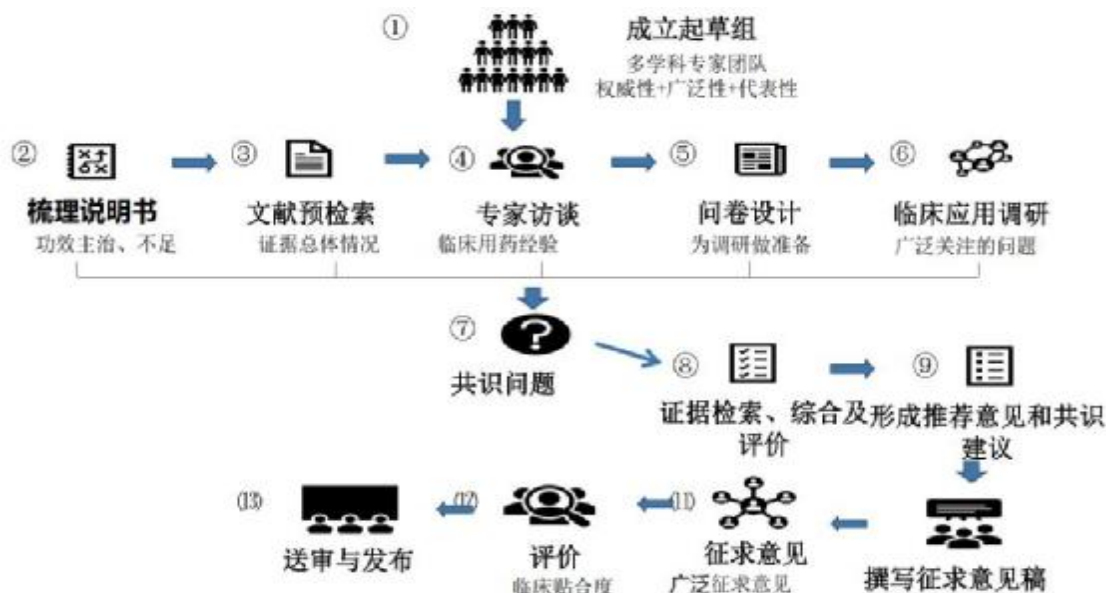 ①
成立起草组
多学科专家团队
权威性+广泛性+代表性
②
③
④
⑤
⑥
梳理说明书
文献预检索
专家访谈
问卷设计
临床应用调研
功效主治、不足
证据总体情况
临床用药经验
为调研做准备
广泛关注的问题
⑦
共识问题
⑧
⑨
证据检索、综合及
评价
形成推荐意见和共识
建议
⒀
⑿
⑾
送审与发布
评价
征求意见
撰写征求意见稿
临床贴合度
广泛征求意见